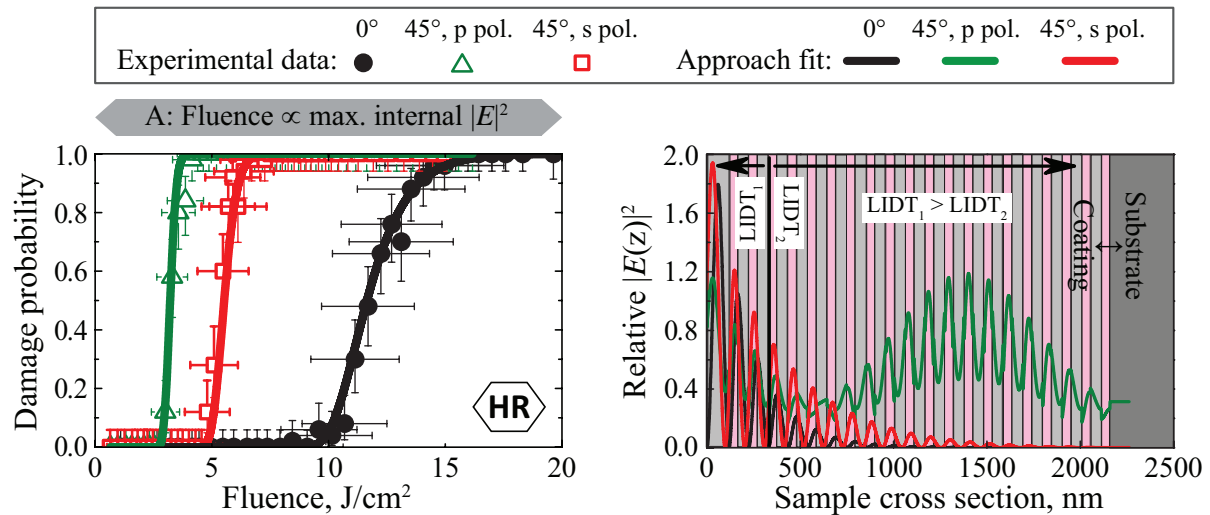 0° 45°, p pol. 45°, s pol. 0° 45°, p pol. 45°, s pol.
Experimental data: Approach fit:
A: Fluence ∝ max. internal |E|²
Damage probability
1.0
0.8
0.6
0.4
0.2
0.0
0 5 10 15 20
Fluence, J/cm²
HR
Relative |E(z)|²
2.0
1.6
1.2
0.8
0.4
0.0
0 500 1000 1500 2000 2500
Sample cross section, nm
LIDT₁
LIDT₂
LIDT₁ > LIDT₂
Coating ↔ Substrate